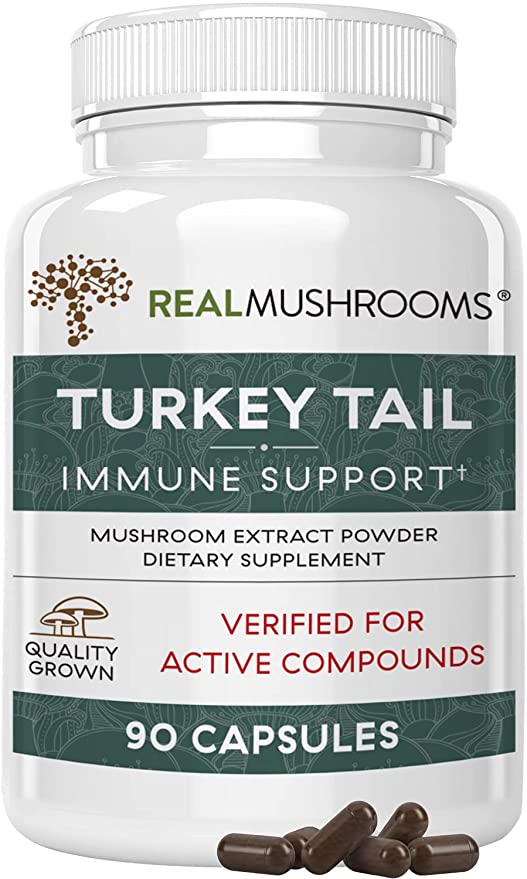 REALMUSHROOMS®
TURKEY TAIL
IMMUNE SUPPORT†
MUSHROOM EXTRACT POWDER
DIETARY SUPPLEMENT
QUALITY
GROWN
VERIFIED FOR
ACTIVE COMPOUNDS
90 CAPSULES